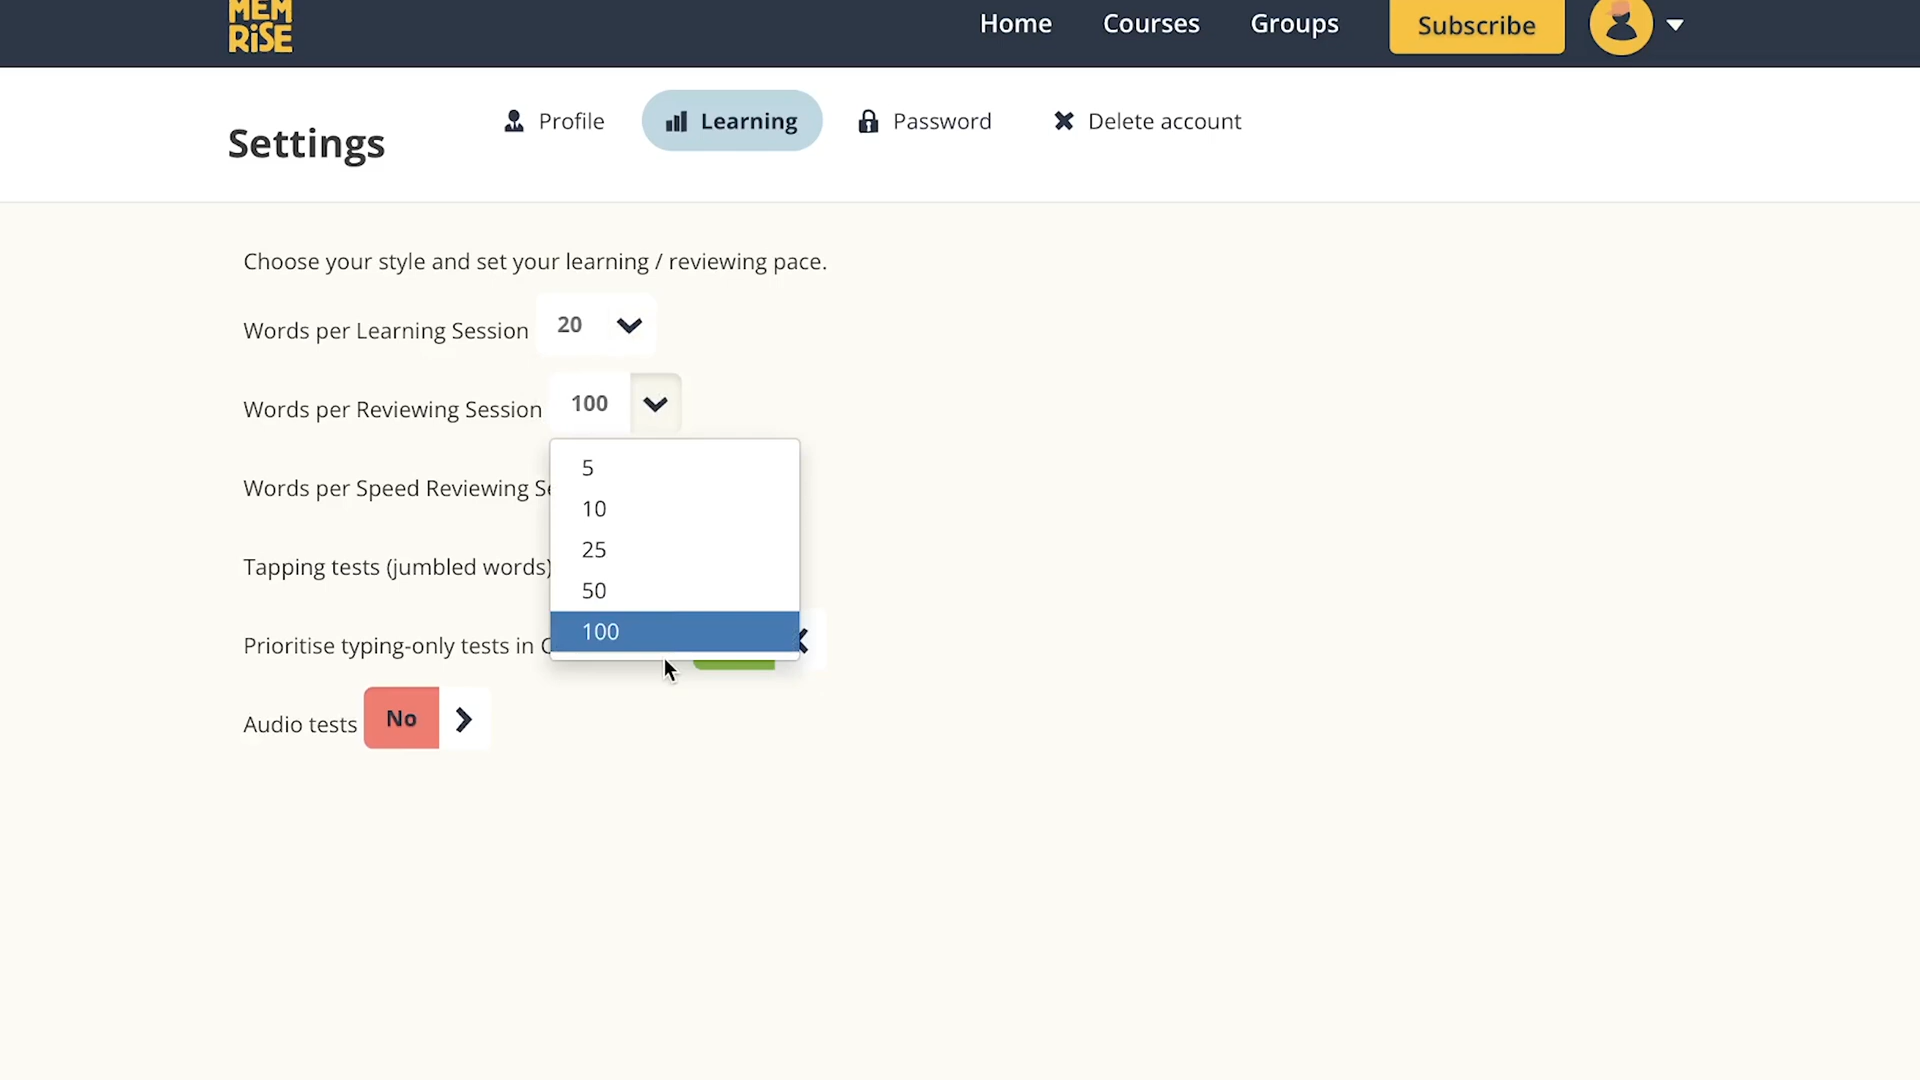 MEM
RiSE
Home
Courses
Groups
Subscribe
Settings
Profile
Learning
Password
Delete account
Choose your style and set your learning / reviewing pace.
Words per Learning Session 20
Words per Reviewing Session 100
5
10
25
50
100
Words per Speed Reviewing
Tapping tests (jumbled words)
Prioritise typing-only tests in
Audio tests No